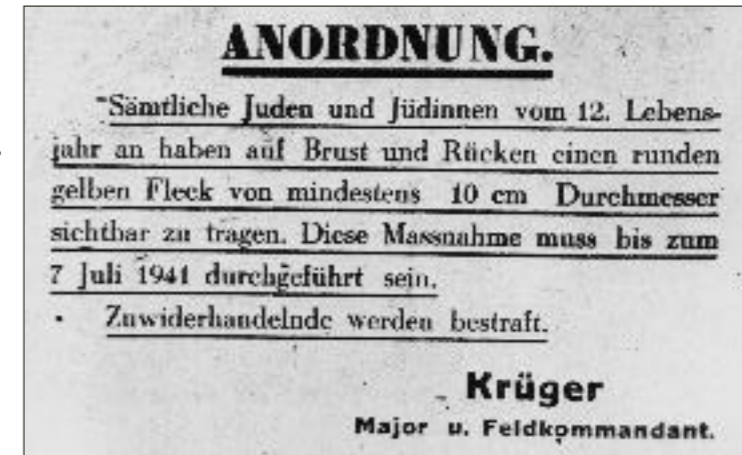 ANORDNUNG.
Sämtliche Juden und Jüdinnen vom 12. Lebens-
jahr an haben auf Brust und Rücken einen runden
gelben Fleck von mindestens 10 cm Durchmesser
sichtbar zu tragen. Diese Massnahme muss bis zum
7 Juli 1941 durchgeführt sein.
Zuwiderhandelnde werden bestraft.
Krüger
Major u. Feldkommandant.